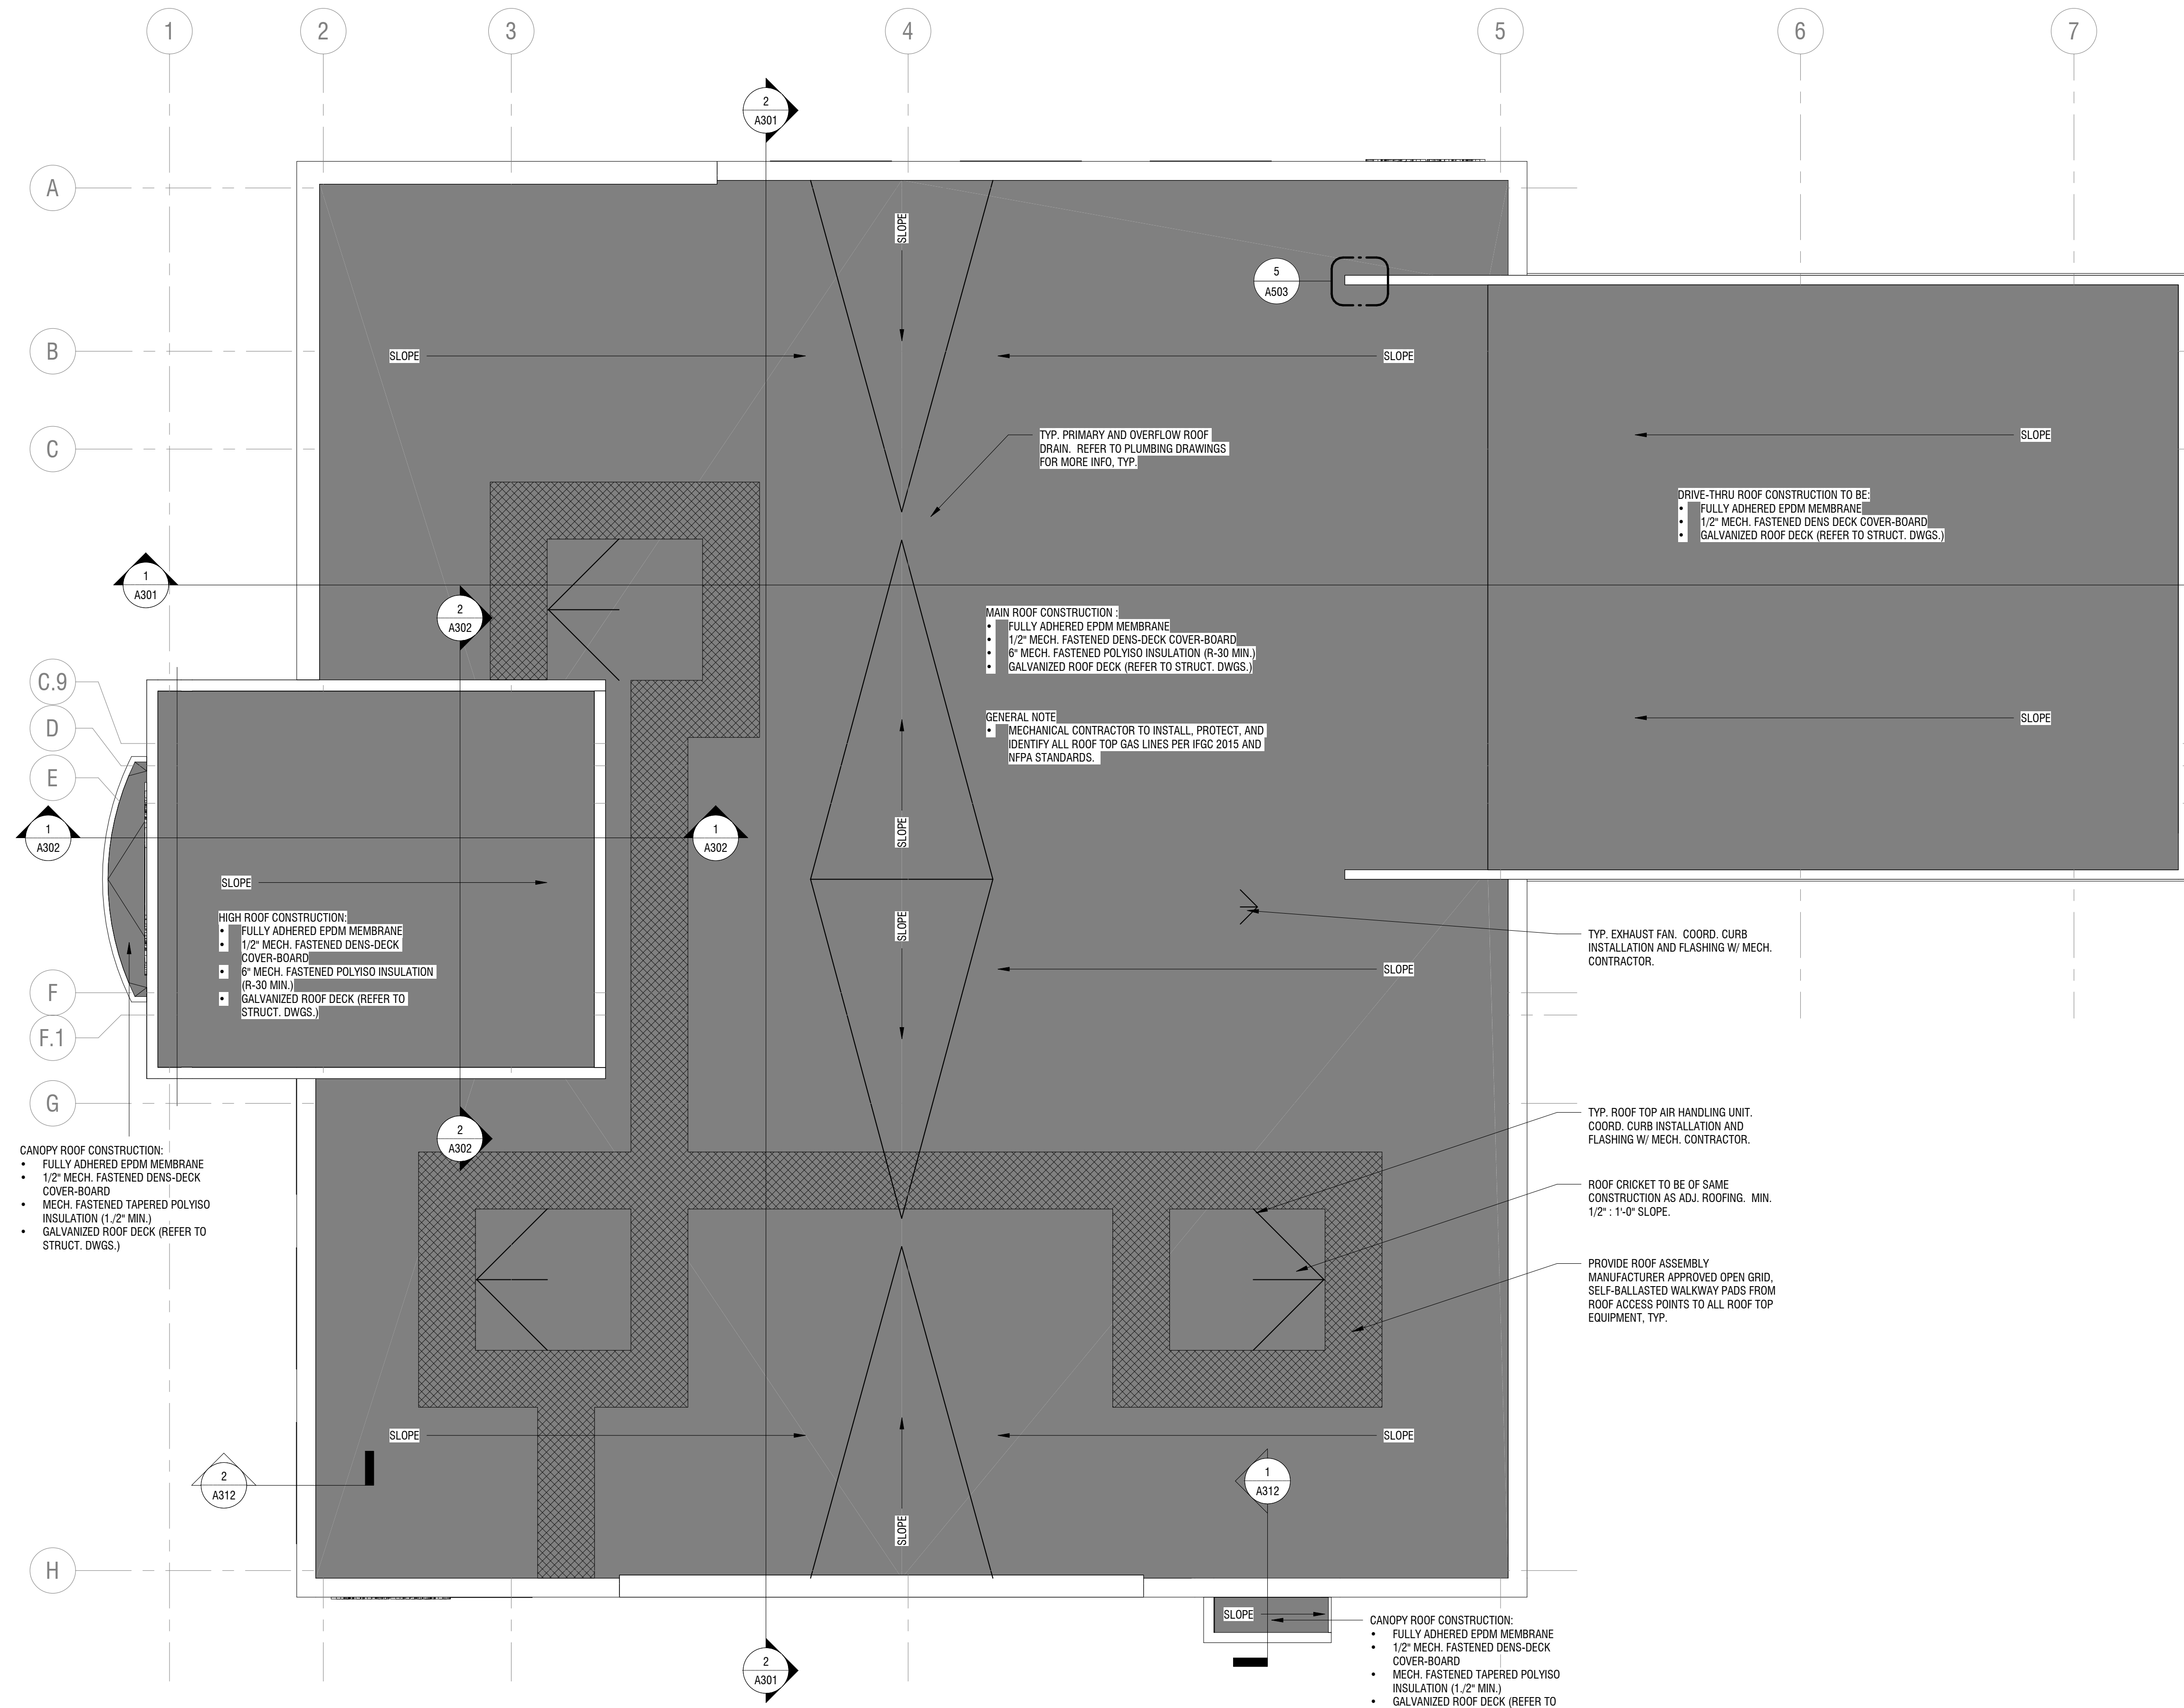 1 2 3 4 5 6 7
2
A301
A
SLOPE
5
A503
B
SLOPE
SLOPE
C
TYP. PRIMARY AND OVERFLOW ROOF
DRAIN. REFER TO PLUMBING DRAWINGS
FOR MORE INFO, TYP.
SLOPE
DRIVE-THRU ROOF CONSTRUCTION TO BE:
• FULLY ADHERED EPDM MEMBRANE
• 1/2" MECH. FASTENED DENS DECK COVER-BOARD
• GALVANIZED ROOF DECK (REFER TO STRUCT. DWGS.)
1
A301
2
A302
MAIN ROOF CONSTRUCTION :
• FULLY ADHERED EPDM MEMBRANE
• 1/2" MECH. FASTENED DENS-DECK COVER-BOARD
• 6" MECH. FASTENED POLYISO INSULATION (R-30 MIN.)
• GALVANIZED ROOF DECK (REFER TO STRUCT. DWGS.)
C.9
GENERAL NOTE
• MECHANICAL CONTRACTOR TO INSTALL, PROTECT, AND
IDENTIFY ALL ROOF TOP GAS LINES PER IFGC 2015 AND
NFPA STANDARDS.
SLOPE
D
E
1
A302
1
A302
SLOPE
SLOPE
HIGH ROOF CONSTRUCTION:
• FULLY ADHERED EPDM MEMBRANE
• 1/2" MECH. FASTENED DENS-DECK
COVER-BOARD
• 6" MECH. FASTENED POLYISO INSULATION
(R-30 MIN.)
• GALVANIZED ROOF DECK (REFER TO
STRUCT. DWGS.)
SLOPE
TYP. EXHAUST FAN. COORD. CURB
INSTALLATION AND FLASHING W/ MECH.
CONTRACTOR.
SLOPE
F
F.1
G
2
A302
TYP. ROOF TOP AIR HANDLING UNIT.
COORD. CURB INSTALLATION AND
FLASHING W/ MECH. CONTRACTOR.
CANOPY ROOF CONSTRUCTION:
• FULLY ADHERED EPDM MEMBRANE
• 1/2" MECH. FASTENED DENS-DECK
COVER-BOARD
• MECH. FASTENED TAPERED POLYISO
INSULATION (1./2" MIN.)
• GALVANIZED ROOF DECK (REFER TO
STRUCT. DWGS.)
ROOF CRICKET TO BE OF SAME
CONSTRUCTION AS ADJ. ROOFING. MIN.
1/2" : 1'-0" SLOPE.
PROVIDE ROOF ASSEMBLY
MANUFACTURER APPROVED OPEN GRID,
SELF-BALLASTED WALKWAY PADS FROM
ROOF ACCESS POINTS TO ALL ROOF TOP
EQUIPMENT, TYP.
SLOPE
SLOPE
2
A312
1
A312
SLOPE
H
SLOPE
CANOPY ROOF CONSTRUCTION:
• FULLY ADHERED EPDM MEMBRANE
• 1/2" MECH. FASTENED DENS-DECK
COVER-BOARD
• MECH. FASTENED TAPERED POLYISO
INSULATION (1./2" MIN.)
• GALVANIZED ROOF DECK (REFER TO
2
A301